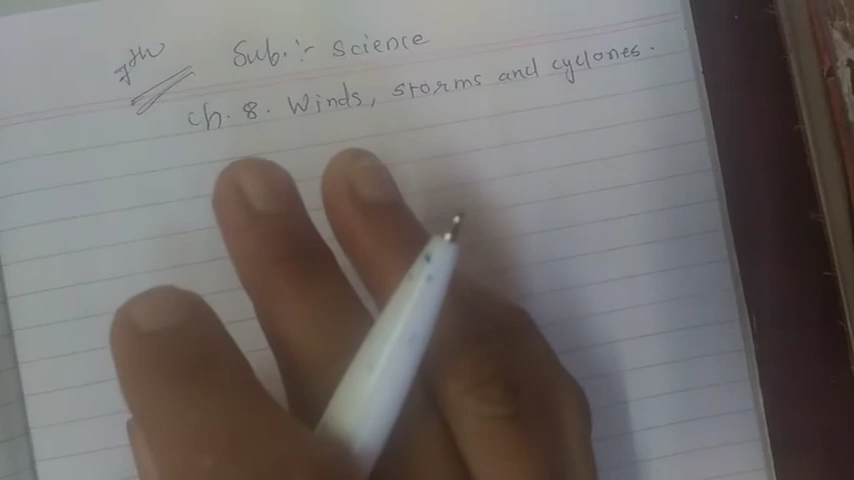 7th
Sub.:- Science
Ch. 8. Winds, storms and cyclones.